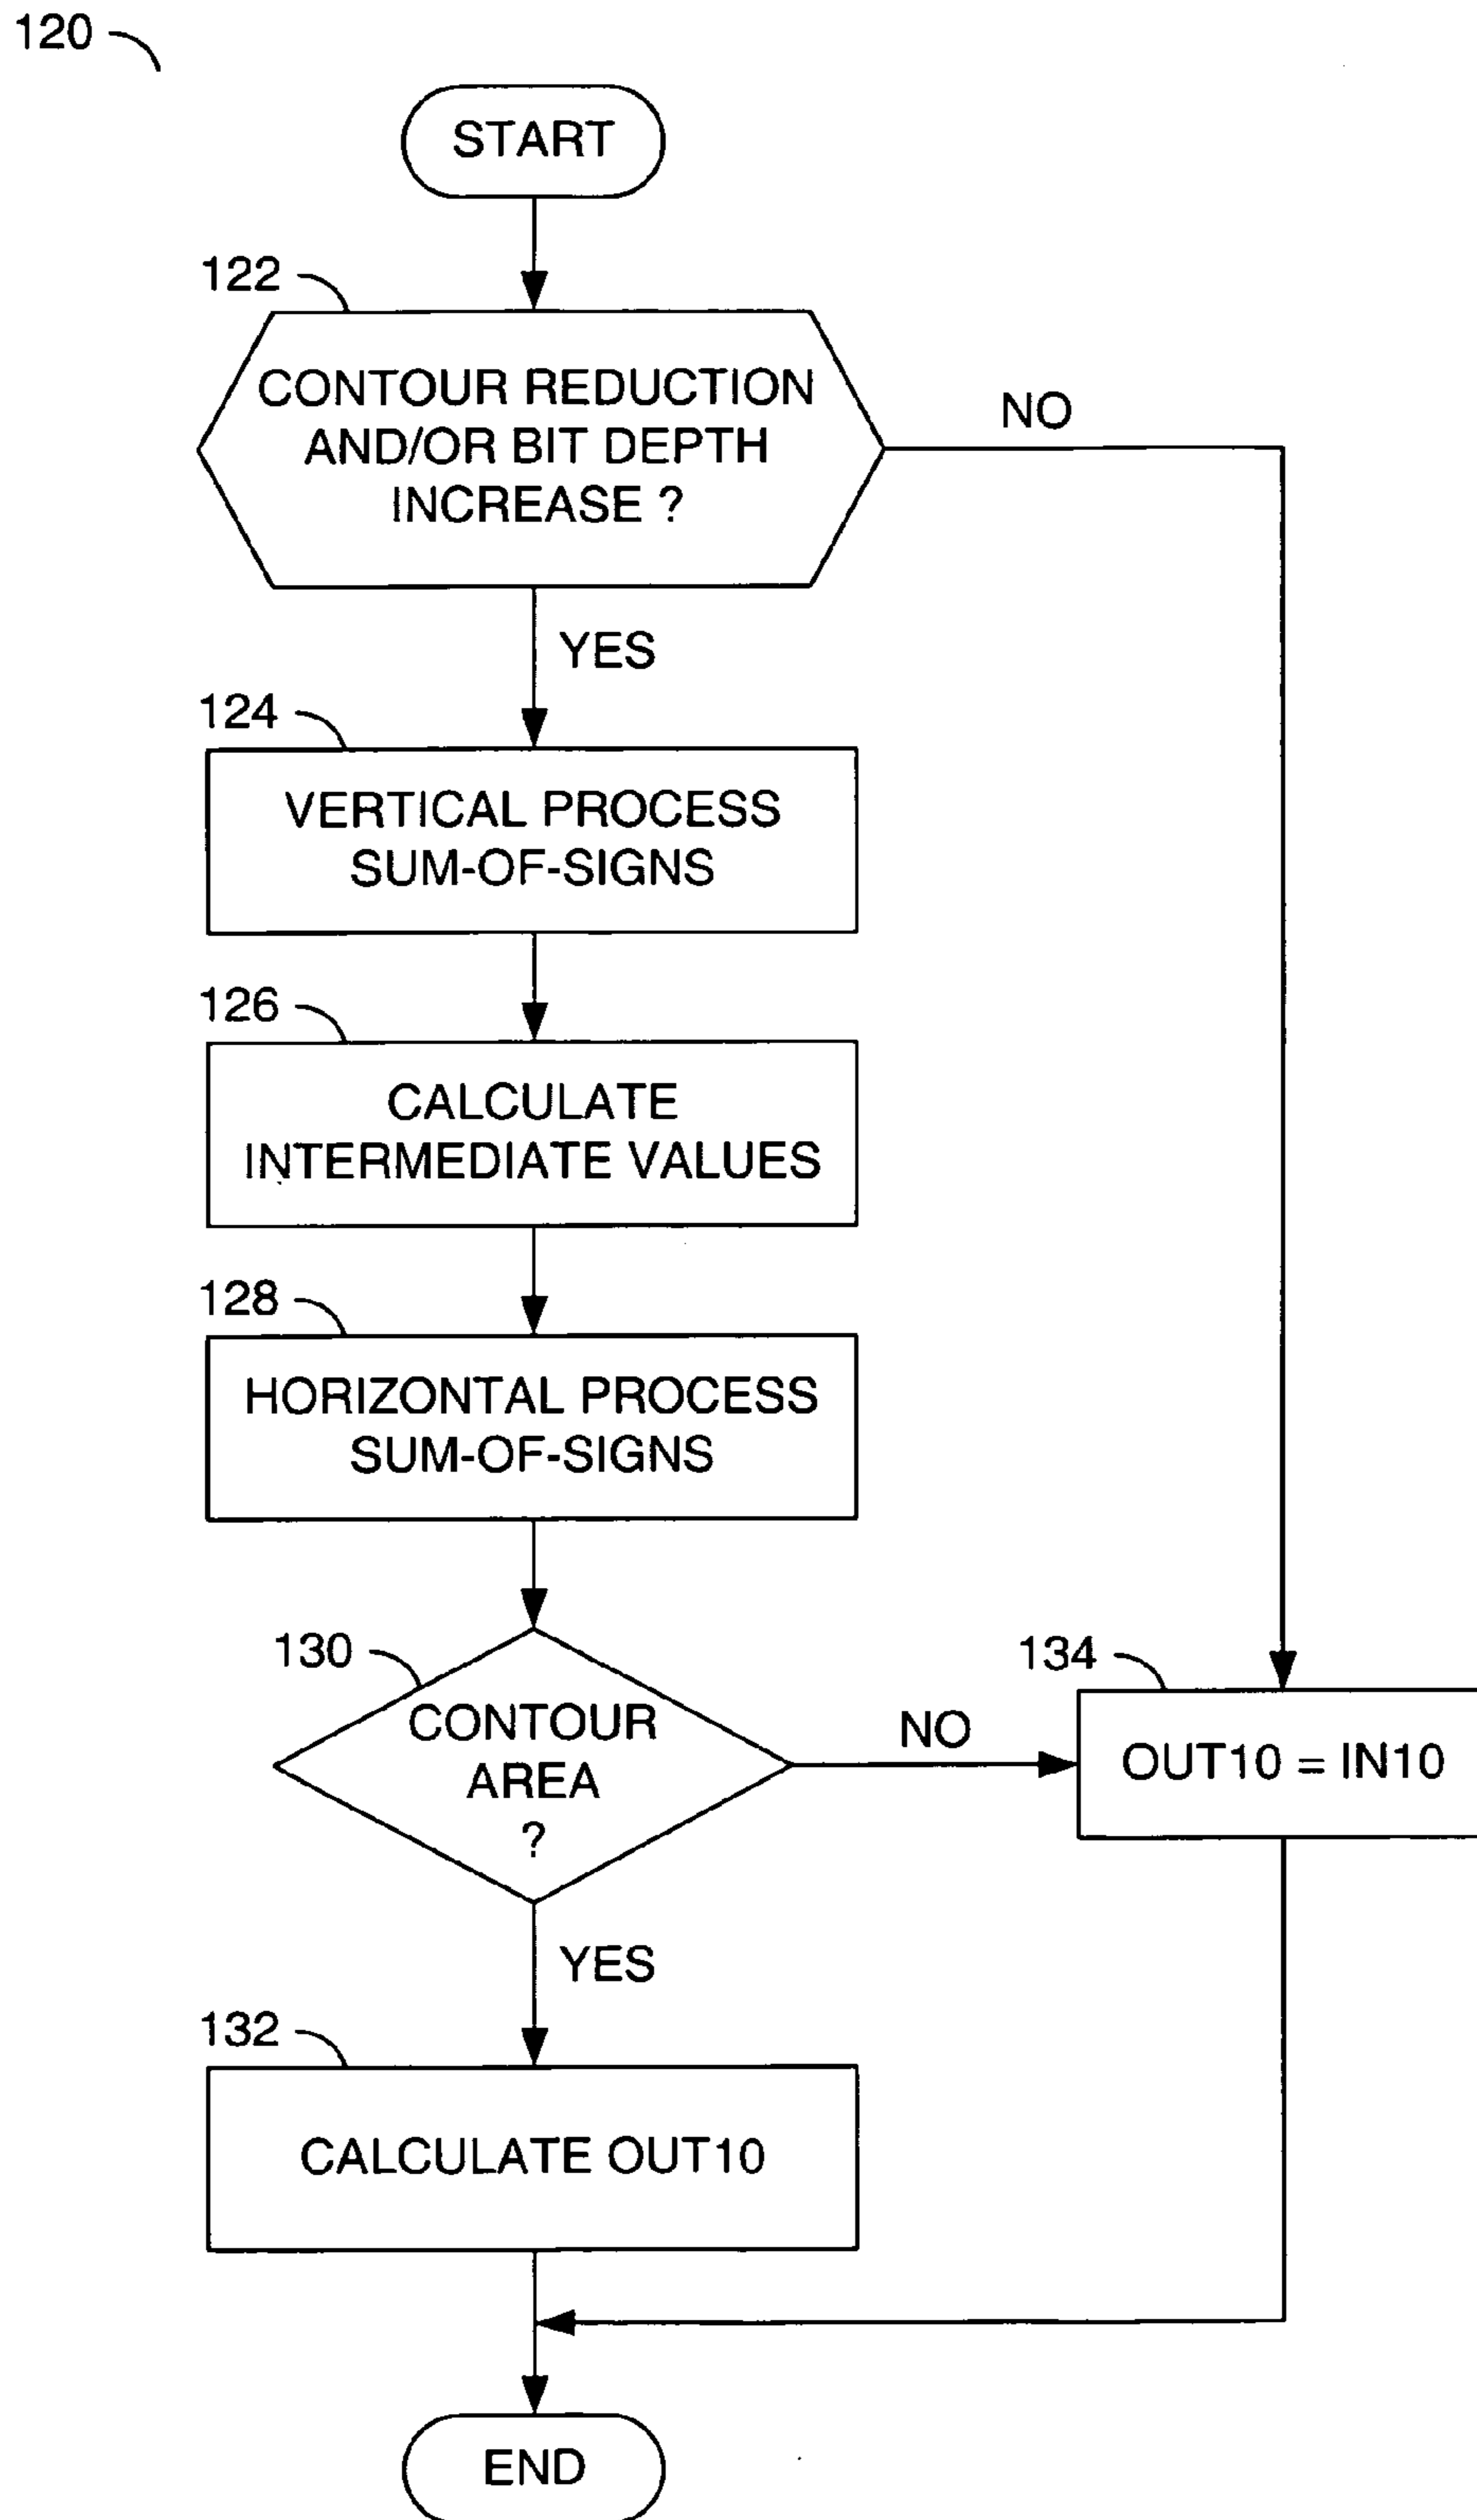 120
START
122
CONTOUR REDUCTION
AND/OR BIT DEPTH
INCREASE ?
NO
YES
124
VERTICAL PROCESS
SUM-OF-SIGNS
126
CALCULATE
INTERMEDIATE VALUES
128
HORIZONTAL PROCESS
SUM-OF-SIGNS
130
CONTOUR
AREA
?
NO
134
OUT10 = IN10
YES
132
CALCULATE OUT10
END